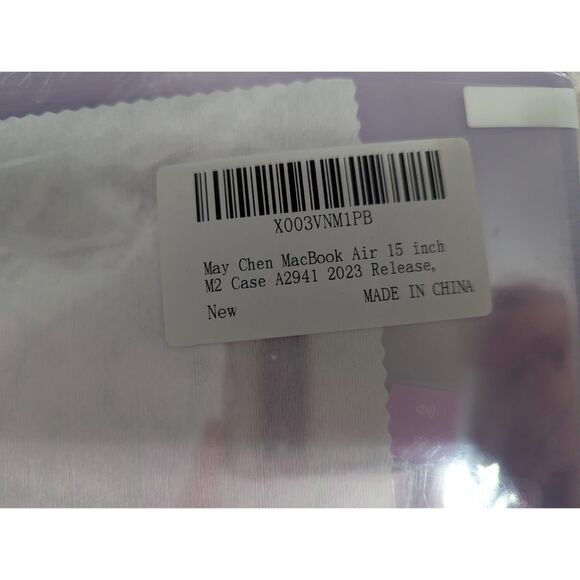 X003VNM1PB
May Chen MacBook Air 15 inch
M2 Case A2941 2023 Release,
New
MADE IN CHINA